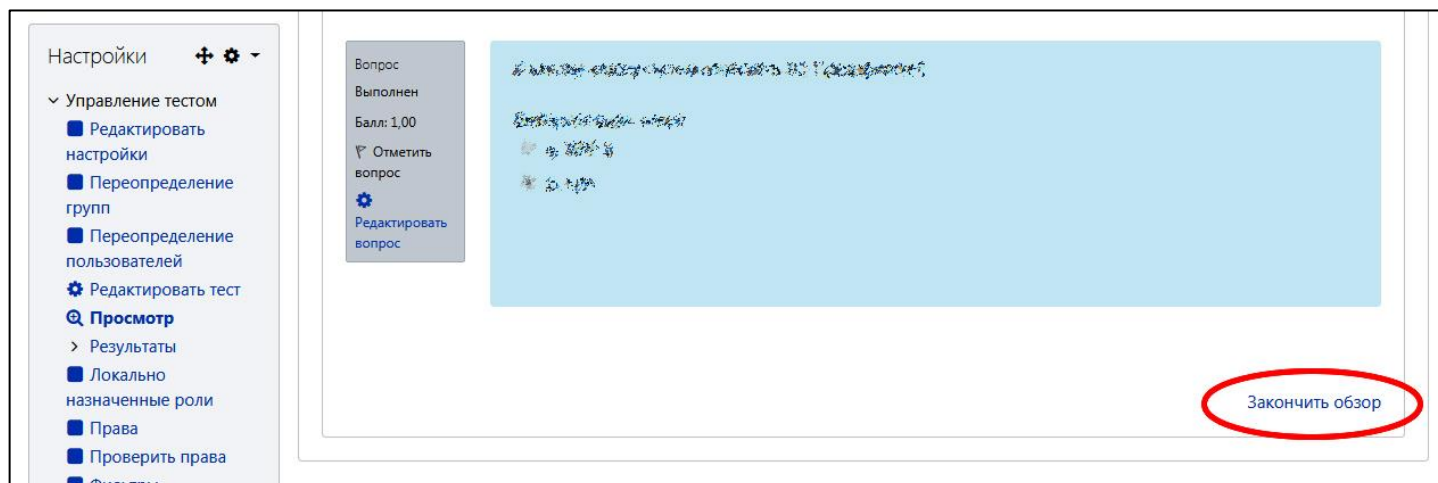 Настройки
Управление тестом
Редактировать
настройки
Переопределение
групп
Переопределение
пользователей
Редактировать тест
Просмотр
Результаты
Локально
назначенные роли
Права
Проверить права
Фильтры
Вопрос
Выполнен
Балл: 1,00
Отметить
вопрос
Редактировать
вопрос
Закончить обзор